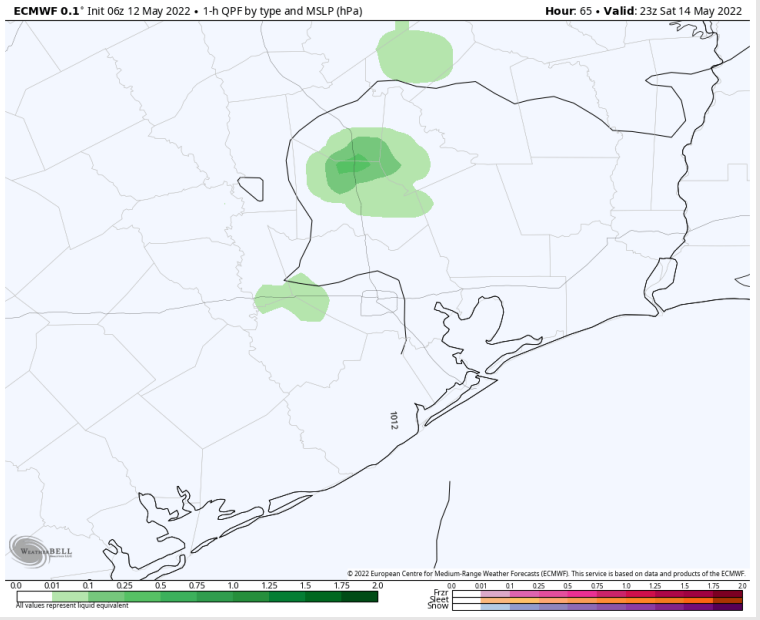 ECMWF 0.1° Init 06z 12 May 2022 • 1-h QPF by type and MSLP (hPa) Hour: 65 • Valid: 23z Sat 14 May 2022
1012
WEATHERBELL
© 2022 European Centre for Medium-Range Weather Forecasts (ECMWF). This service is based on data and products of the ECMWF.
0.0 0.01 0.1 0.25 0.5 0.75 1.0 1.25 1.5 1.75 2.0
All values represent liquid equivalent
0.0 0.01 0.1 0.25 0.50 0.75 1.0 1.25 1.50 1.75 2.0
Frzr
Sleet
Snow